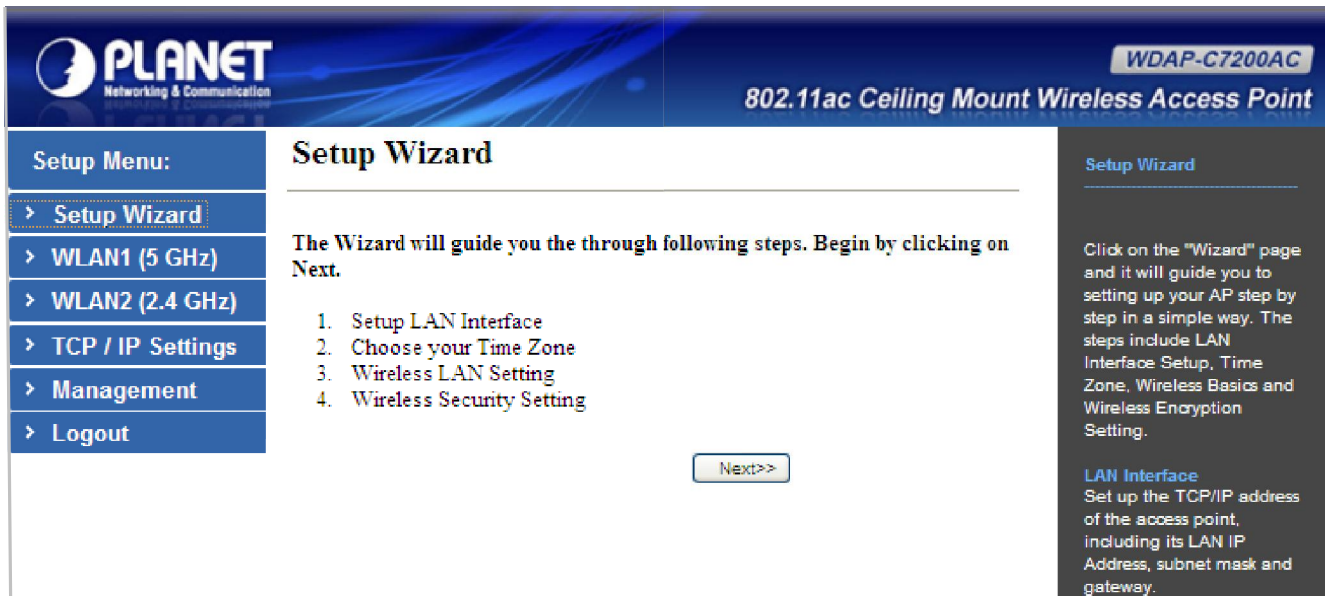 PLANET
Networking & Communication
WDAP-C7200AC
802.11ac Ceiling Mount Wireless Access Point
Setup Menu:
> Setup Wizard
> WLAN1 (5 GHz)
> WLAN2 (2.4 GHz)
> TCP / IP Settings
> Management
> Logout
Setup Wizard
The Wizard will guide you the through following steps. Begin by clicking on
Next.
1. Setup LAN Interface
2. Choose your Time Zone
3. Wireless LAN Setting
4. Wireless Security Setting
Next>>
Setup Wizard
Click on the "Wizard" page
and it will guide you to
setting up your AP step by
step in a simple way. The
steps include LAN
Interface Setup, Time
Zone, Wireless Basics and
Wireless Encryption
Setting.
LAN Interface
Set up the TCP/IP address
of the access point,
including its LAN IP
Address, subnet mask and
gateway.